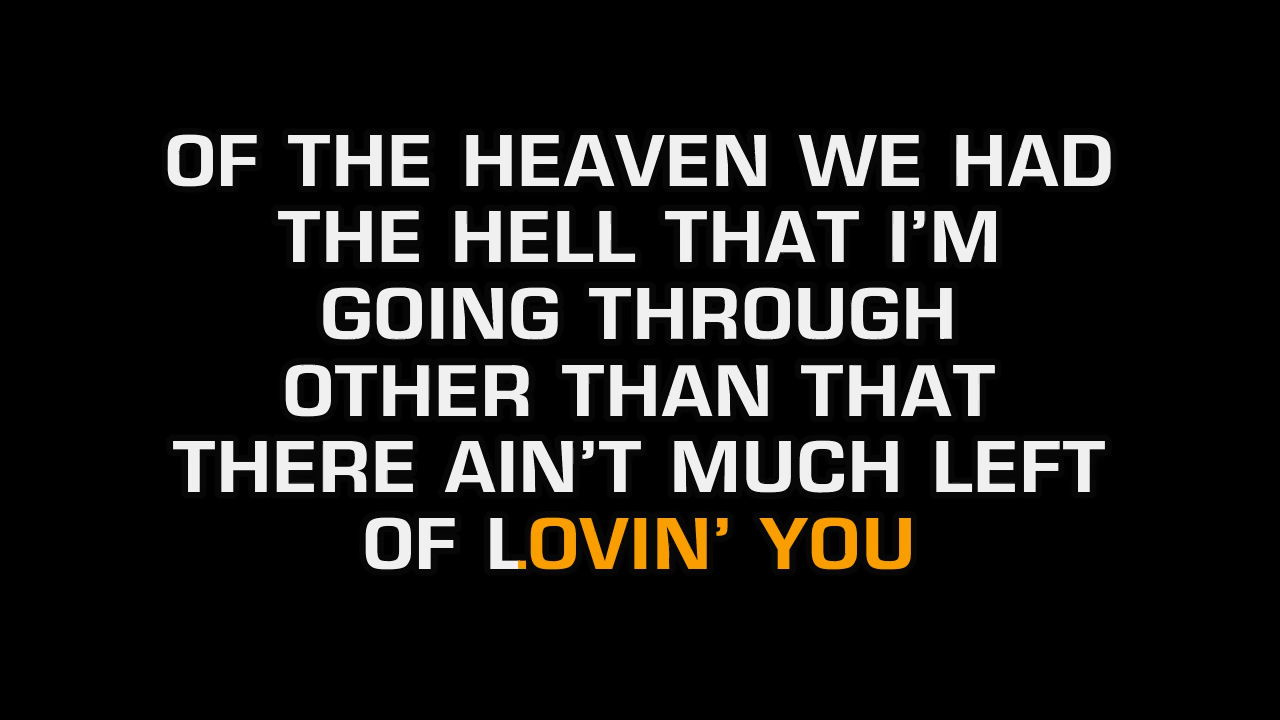 OF THE HEAVEN WE HAD
THE HELL THAT I’M
GOING THROUGH
OTHER THAN THAT
THERE AIN’T MUCH LEFT
OF LOVIN’ YOU